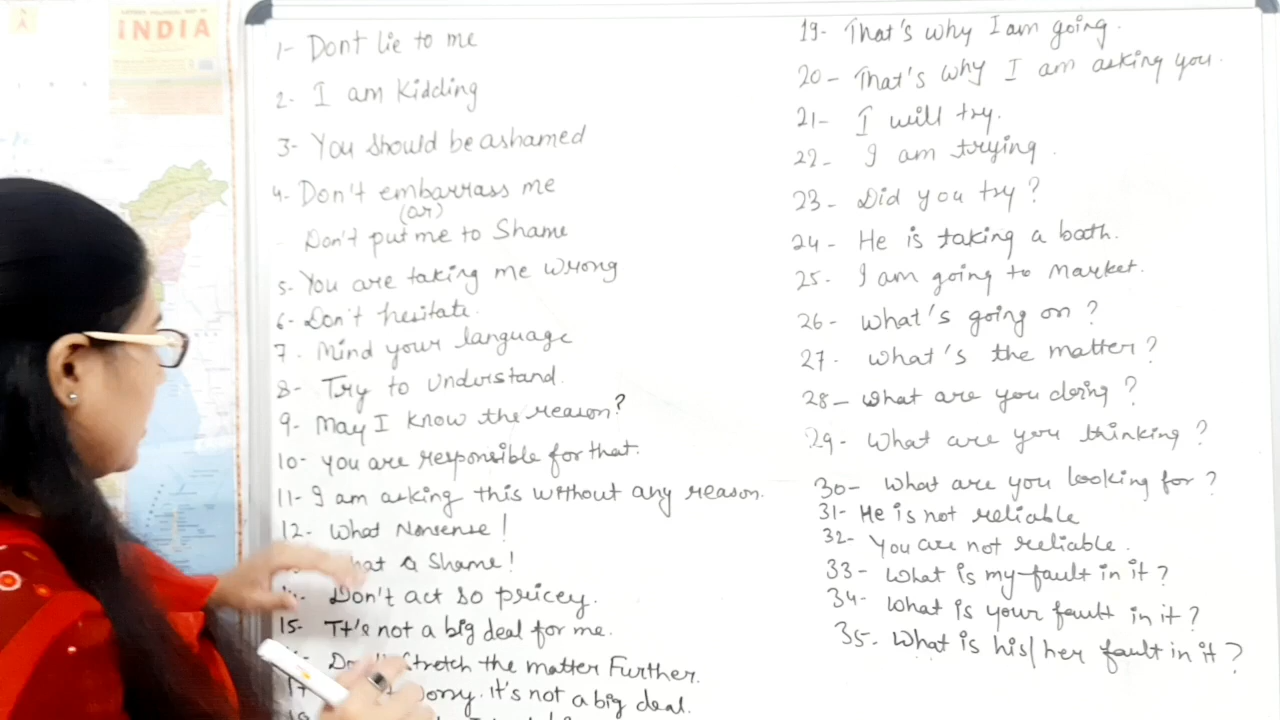 INDIA
1- Dont lie to me
2- I am Kidding
3- You should be ashamed
4- Don't embarrass me
(or)
Don't put me to Shame
5- You are taking me wrong
6- Don't hesitate.
7. Mind your language
8- Try to Understand.
9- May I know the reason?
10- you are responsible for that.
11- I am asking this without any reason.
12- What Nonsense!
a Shame!
Don't act so pricey.
15- It's not a big deal for me.
Stretch the matter Further.
17 worry. It's not a big deal.
18
19- That's why I am going.
20- That's why I am asking you.
21- I will try.
22- I am trying.
23- Did you try?
24- He is taking a bath.
25. I am going to Market.
26- What's going on?
27. What's the matter?
28- what are you doing?
29- What are you thinking?
30- what are you looking for?
31- He is not reliable
32- You are not reliable.
33- What is my fault in it?
34- What is your fault in it?
35. What is his/her fault in it?